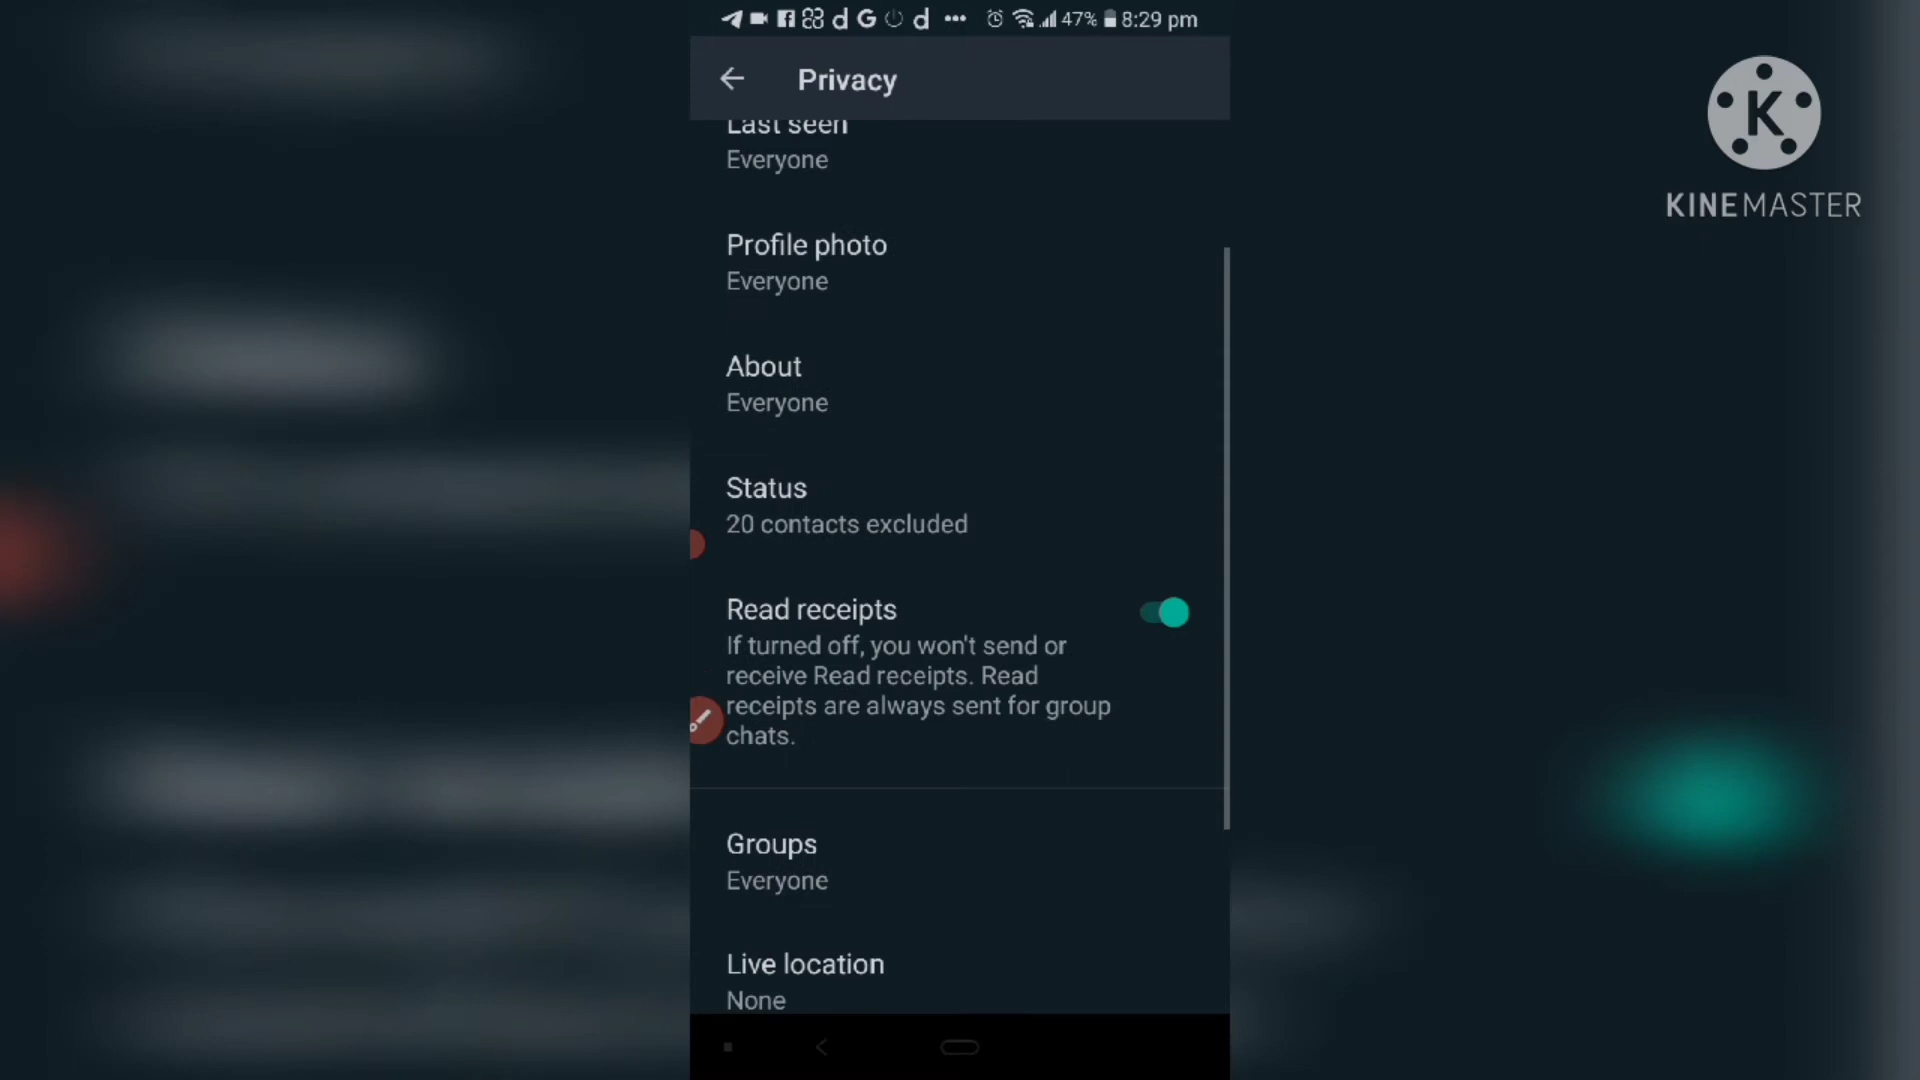 47% 8:29 pm
Privacy
Last seen
Everyone
Profile photo
Everyone
About
Everyone
Status
20 contacts excluded
Read receipts
If turned off, you won't send or
receive Read receipts. Read
receipts are always sent for group
chats.
Groups
Everyone
Live location
None
K
KINEMASTER